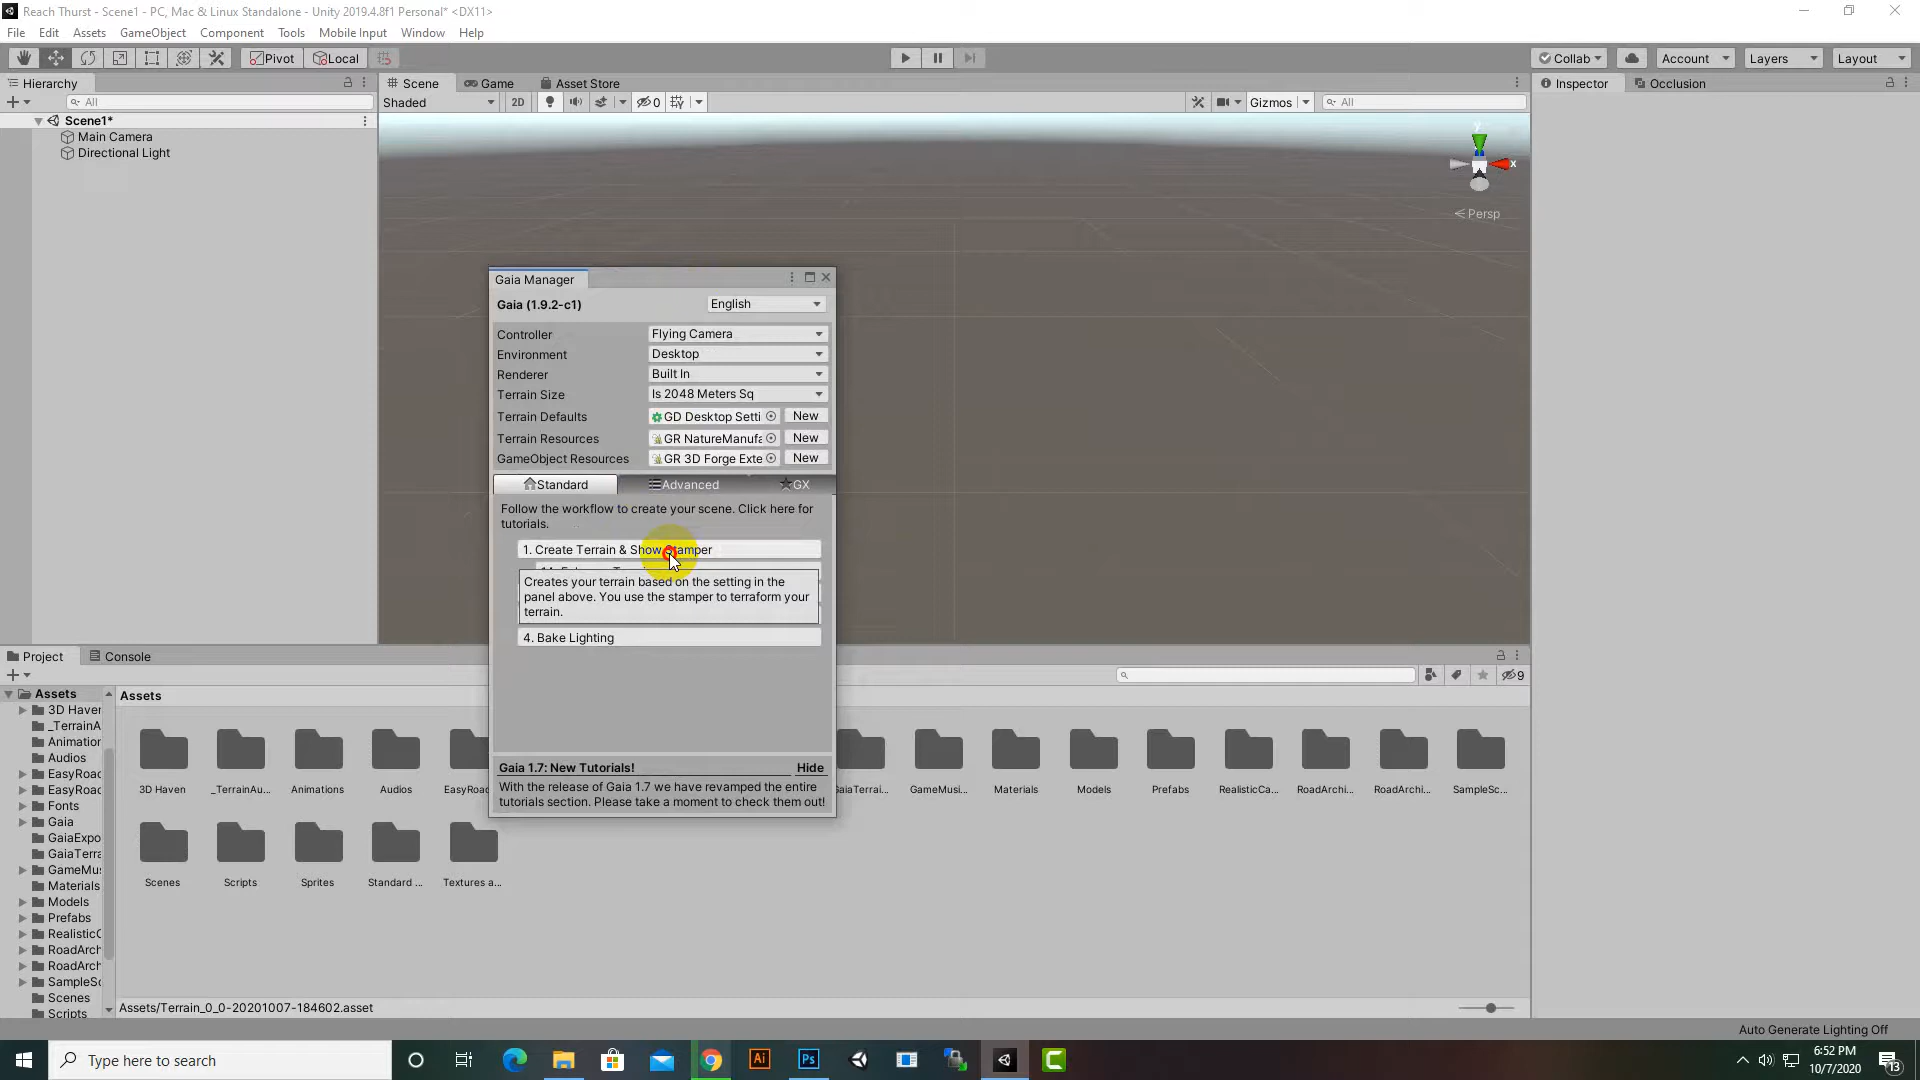 Reach Thurst - Scene1 - PC, Mac & Linux Standalone - Unity 2019.4.8f1 Personal* <DX11>
File Edit Assets GameObject Component Tools Mobile Input Window Help
Pivot Local Collab Account Layers Layout
Hierarchy Scene Game Asset Store Inspector Occlusion
All Shaded 2D 0 Gizmos All
Scene1*
Main Camera
Directional Light
y
x
Persp
Gaia Manager
Gaia (1.9.2-c1) English
Controller Flying Camera
Environment Desktop
Renderer Built In
Terrain Size Is 2048 Meters Sq
Terrain Defaults GD Desktop Setti New
Terrain Resources GR NatureManufa New
GameObject Resources GR 3D Forge Exte New
Standard Advanced GX
Follow the workflow to create your scene. Click here for
tutorials.
1. Create Terrain & Show Stamper
Creates your terrain based on the setting in the
panel above. You use the stamper to terraform your
terrain.
4. Bake Lighting
Gaia 1.7: New Tutorials! Hide
With the release of Gaia 1.7 we have revamped the entire
tutorials section. Please take a moment to check them out!
Project Console
9
Assets
3D Haven
_TerrainA
Animation
Audios
EasyRoad
EasyRoad
Fonts
Gaia
GaiaExpo
GaiaTerra
GameMus
Materials
Models
Prefabs
RealisticC
RoadArch
RoadArch
SampleSc
Scenes
Scripts
Assets
3D Haven _TerrainAu... Animations Audios EasyRoad GaiaTerrai... GameMusi... Materials Models Prefabs RealisticCa... RoadArchi... RoadArchi... SampleSc...
Scenes Scripts Sprites Standard ... Textures a...
Assets/Terrain_0_0-20201007-184602.asset
Auto Generate Lighting Off
Type here to search
Ai
Ps
6:52 PM
10/7/2020
13